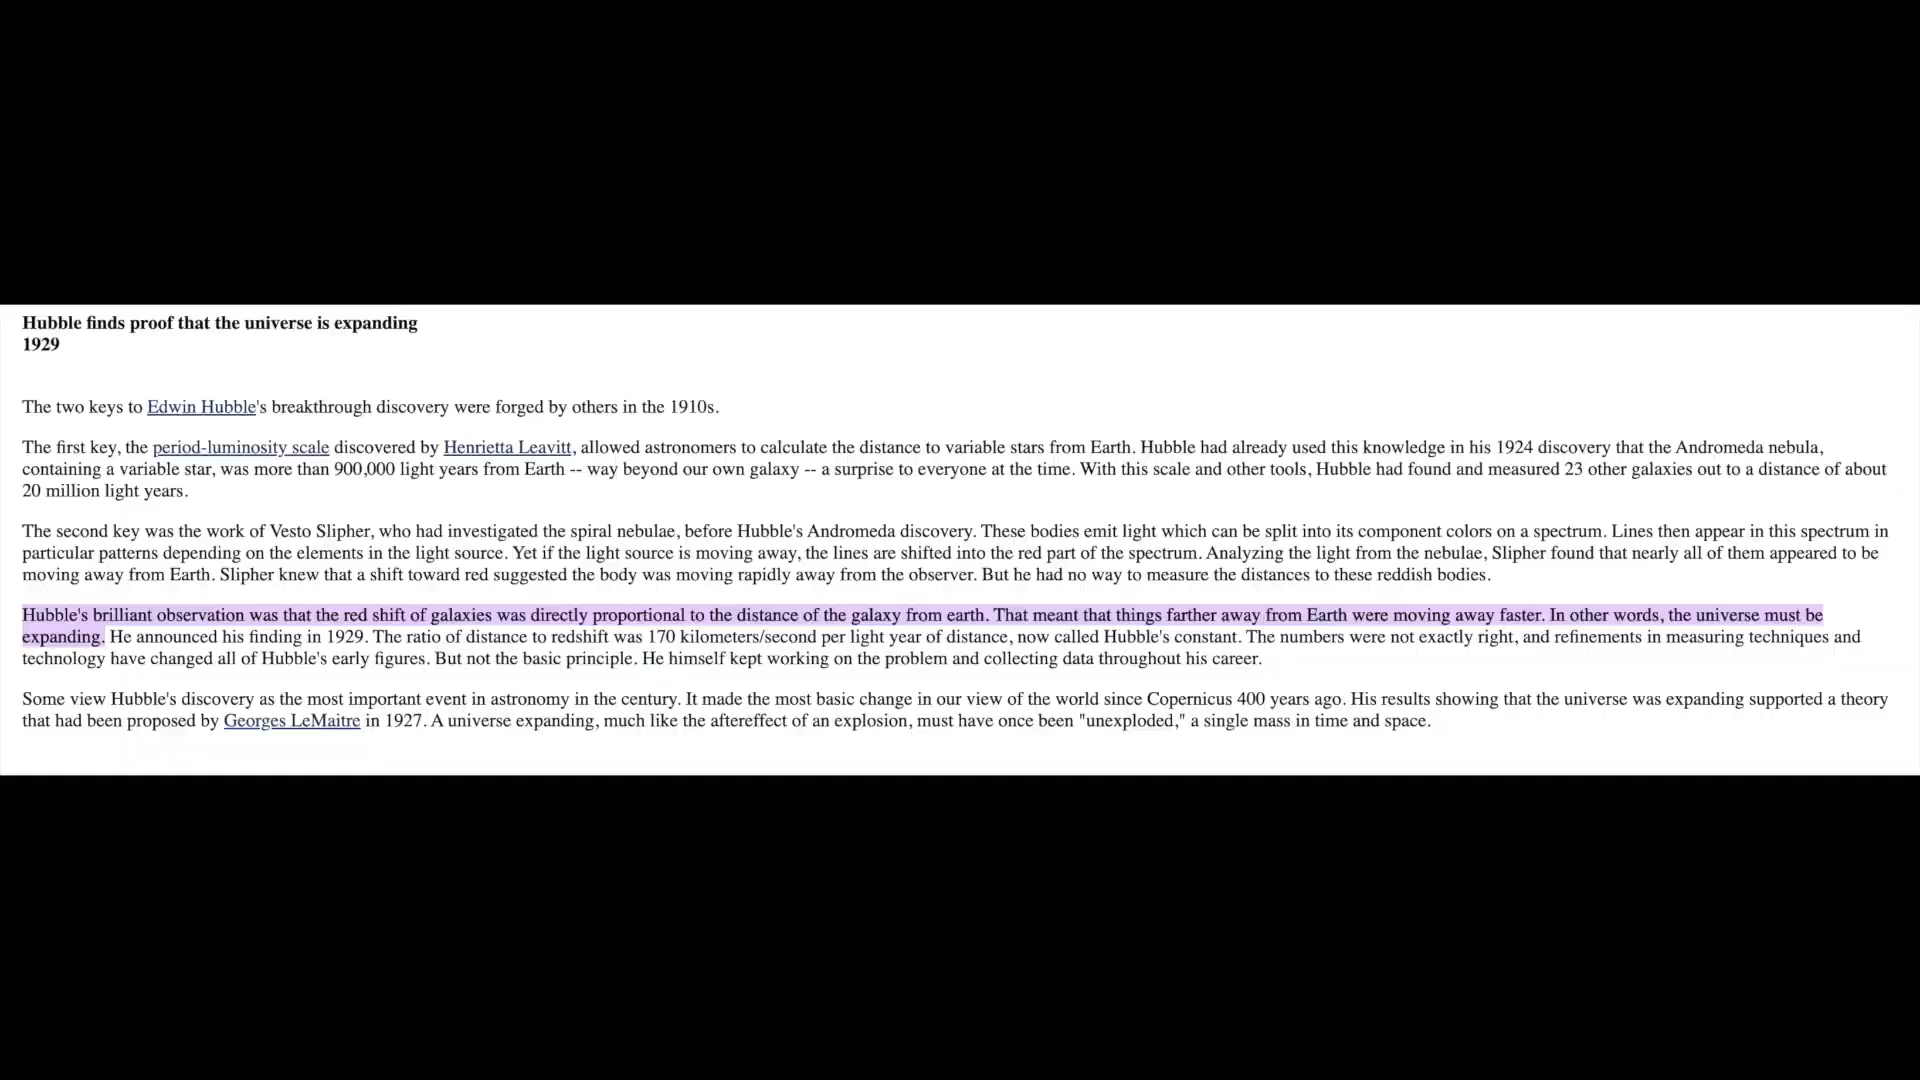 Hubble finds proof that the universe is expanding
1929
The two keys to Edwin Hubble's breakthrough discovery were forged by others in the 1910s.
The first key, the period-luminosity scale discovered by Henrietta Leavitt, allowed astronomers to calculate the distance to variable stars from Earth. Hubble had already used this knowledge in his 1924 discovery that the Andromeda nebula,
containing a variable star, was more than 900,000 light years from Earth -- way beyond our own galaxy -- a surprise to everyone at the time. With this scale and other tools, Hubble had found and measured 23 other galaxies out to a distance of about
20 million light years.
The second key was the work of Vesto Slipher, who had investigated the spiral nebulae, before Hubble's Andromeda discovery. These bodies emit light which can be split into its component colors on a spectrum. Lines then appear in this spectrum in
particular patterns depending on the elements in the light source. Yet if the light source is moving away, the lines are shifted into the red part of the spectrum. Analyzing the light from the nebulae, Slipher found that nearly all of them appeared to be
moving away from Earth. Slipher knew that a shift toward red suggested the body was moving rapidly away from the observer. But he had no way to measure the distances to these reddish bodies.
Hubble's brilliant observation was that the red shift of galaxies was directly proportional to the distance of the galaxy from earth. That meant that things farther away from Earth were moving away faster. In other words, the universe must be
expanding. He announced his finding in 1929. The ratio of distance to redshift was 170 kilometers/second per light year of distance, now called Hubble's constant. The numbers were not exactly right, and refinements in measuring techniques and
technology have changed all of Hubble's early figures. But not the basic principle. He himself kept working on the problem and collecting data throughout his career.
Some view Hubble's discovery as the most important event in astronomy in the century. It made the most basic change in our view of the world since Copernicus 400 years ago. His results showing that the universe was expanding supported a theory
that had been proposed by Georges LeMaitre in 1927. A universe expanding, much like the aftereffect of an explosion, must have once been "unexploded," a single mass in time and space.